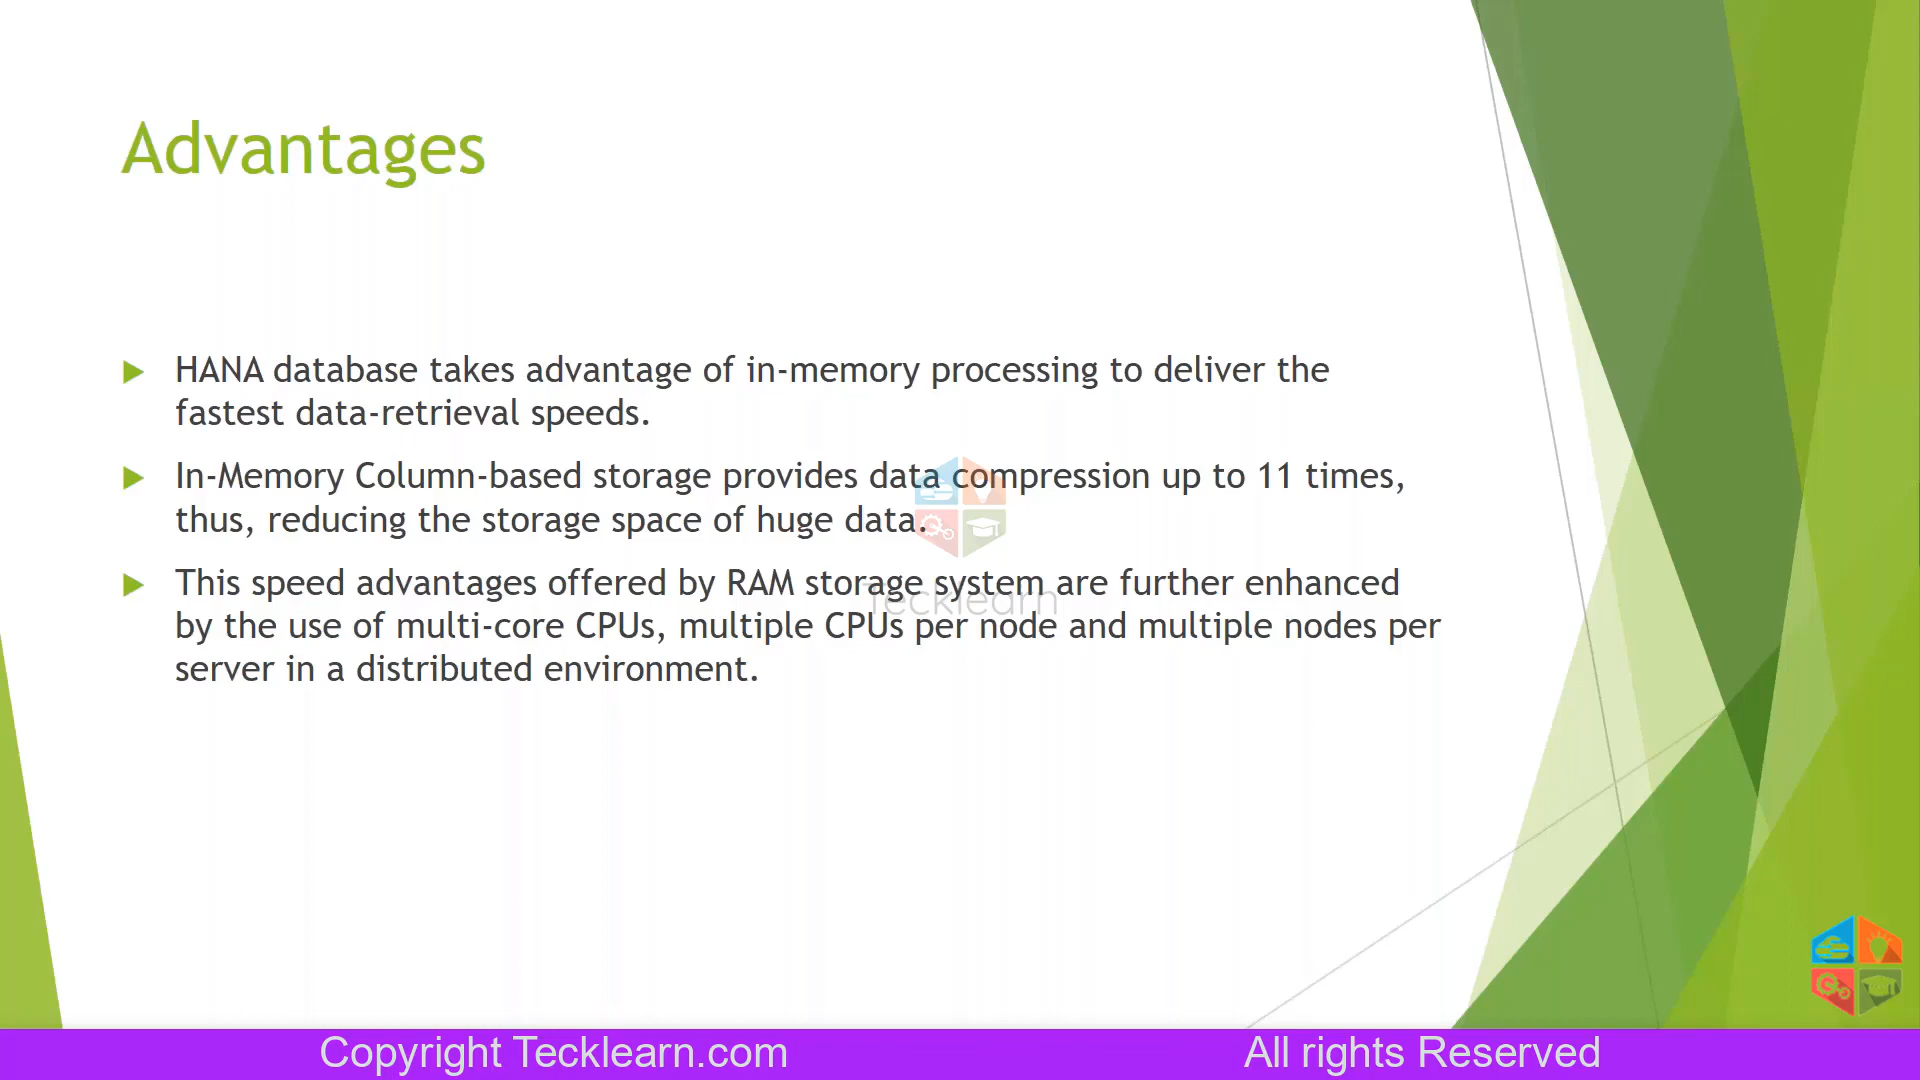 Advantages
HANA database takes advantage of in-memory processing to deliver the
fastest data-retrieval speeds.
In-Memory Column-based storage provides data compression up to 11 times,
thus, reducing the storage space of huge data.
This speed advantages offered by RAM storage system are further enhanced
Tecklearn
by the use of multi-core CPUs, multiple CPUs per node and multiple nodes per
server in a distributed environment.
Copyright Tecklearn.com
All rights Reserved